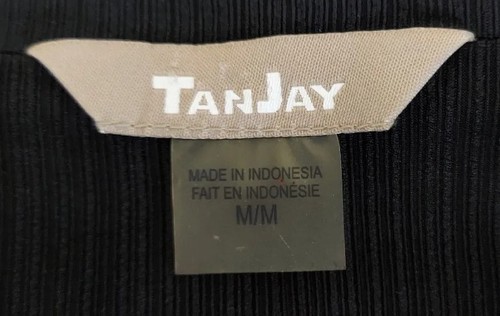 TANJAY
MADE IN INDONESIA
FAIT EN INDONÉSIE
M/M